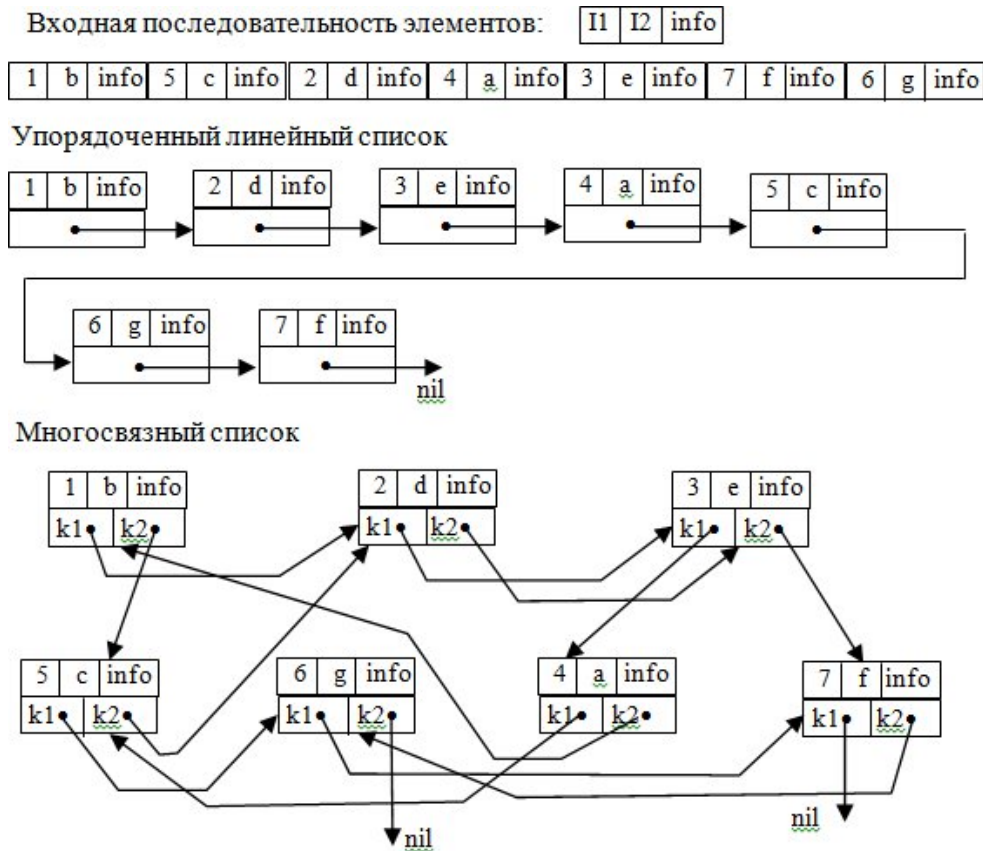 Входная последовательность элементов: I1 I2 info
1 b info 5 c info 2 d info 4 a info 3 e info 7 f info 6 g info
Упорядоченный линейный список
1 b info 2 d info 3 e info 4 a info 5 c info
6 g info 7 f info
nil
Многосвязный список
1 b info 2 d info 3 e info
k1 k2 k1 k2 k1 k2
5 c info 6 g info 4 a info 7 f info
k1 k2 k1 k2 k1 k2 k1 k2
nil nil